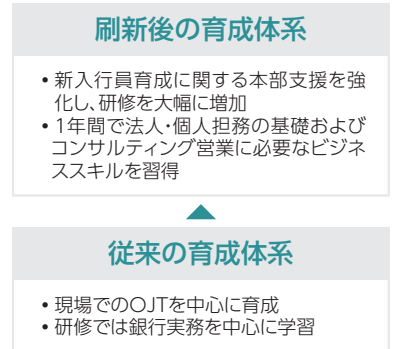 刷新後の育成体系
• 新入行員育成に関する本部支援を強
化し、研修を大幅に増加
• 1年間で法人・個人担務の基礎および
コンサルティング営業に必要なビジネ
ススキルを習得
従来の育成体系
• 現場でのOJTを中心に育成
• 研修では銀行実務を中心に学習